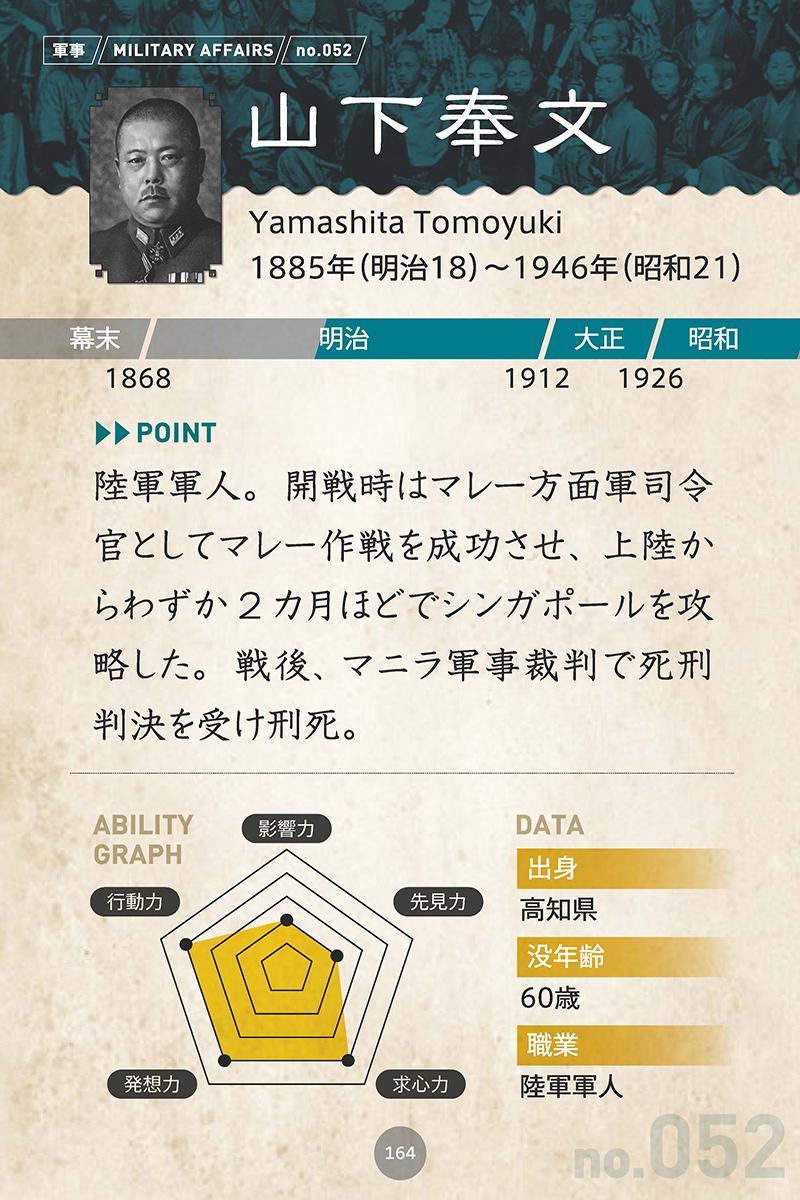 軍事 MILITARY AFFAIRS no.052
山下奉文
Yamashita Tomoyuki
1885年(明治18)～1946年(昭和21)
幕末 明治 大正 昭和
1868 1912 1926
POINT
陸軍軍人。開戦時はマレー方面軍司令
官としてマレー作戦を成功させ、上陸か
らわずか2カ月ほどでシンガポールを攻
略した。戦後、マニラ軍事裁判で死刑
判決を受け刑死。
ABILITY
GRAPH
影響力
行動力
先見力
発想力
求心力
DATA
出身
高知県
没年齢
60歳
職業
陸軍軍人
164
no.052